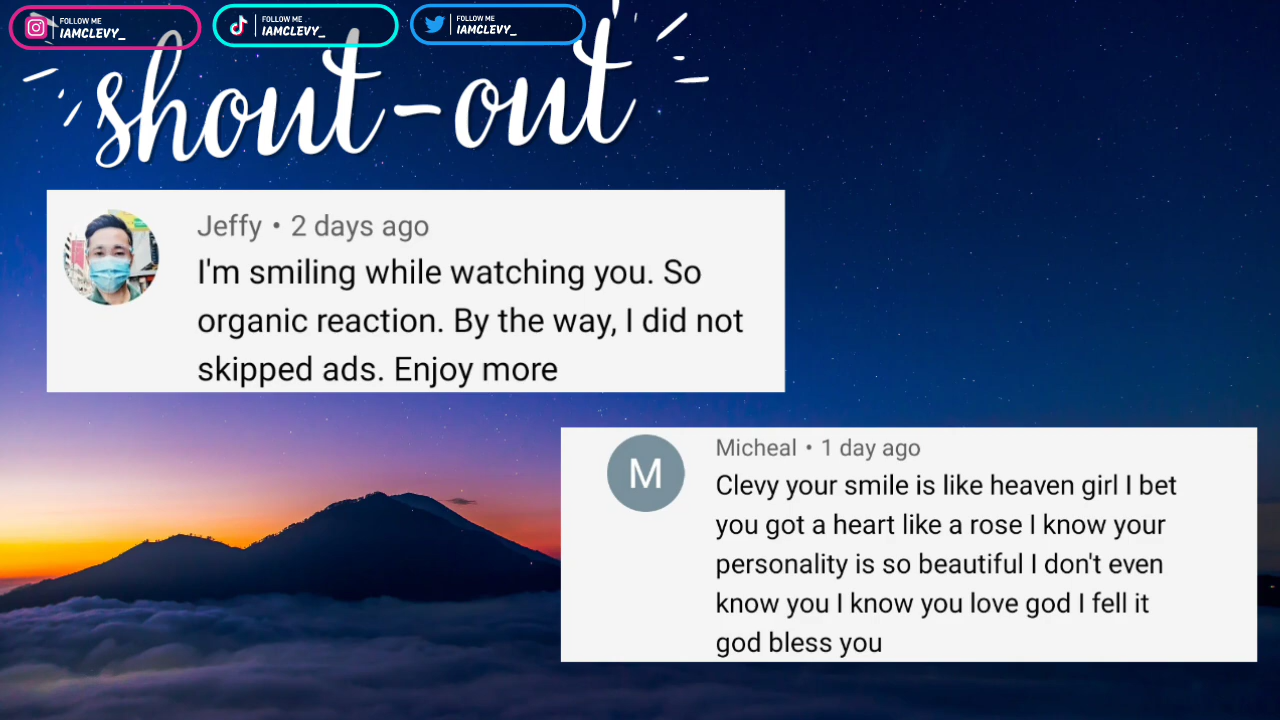 FOLLOW ME
IAMCLEVY_
FOLLOW ME
IAMCLEVY_
FOLLOW ME
IAMCLEVY_
shout-out
Jeffy • 2 days ago
I'm smiling while watching you. So
organic reaction. By the way, I did not
skipped ads. Enjoy more
M
Micheal • 1 day ago
Clevy your smile is like heaven girl I bet
you got a heart like a rose I know your
personality is so beautiful I don't even
know you I know you love god I fell it
god bless you